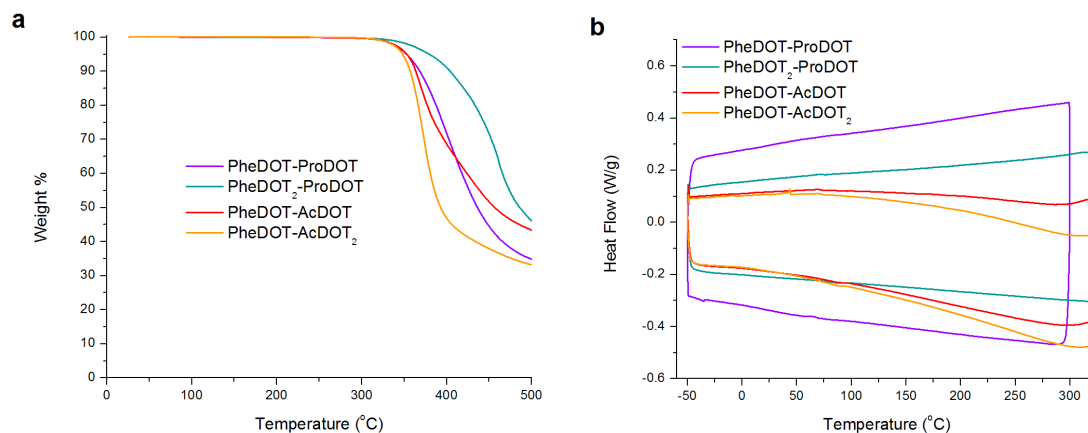 a
100
90
80
70
60
50
40
30
20
10
0
Weight %
PheDOT-ProDOT
PheDOT₂-ProDOT
PheDOT-AcDOT
PheDOT-AcDOT₂
0 100 200 300 400 500
Temperature (°C)
b
0.6
0.4
0.2
0.0
-0.2
-0.4
-0.6
Heat Flow (W/g)
PheDOT-ProDOT
PheDOT₂-ProDOT
PheDOT-AcDOT
PheDOT-AcDOT₂
-50 0 50 100 150 200 250 300
Temperature (°C)